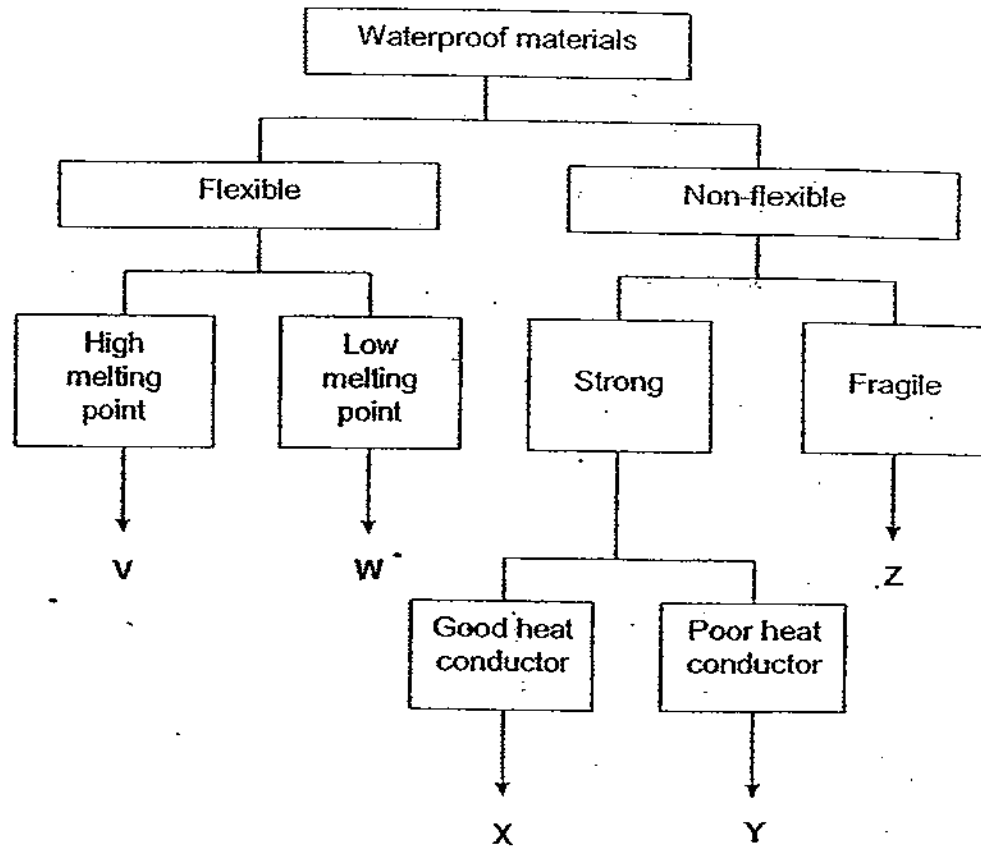 Waterproof materials
Flexible
Non-flexible
High
melting
point
Low
melting
point
Strong
Fragile
V
W
Z
Good heat
conductor
Poor heat
conductor
X
Y